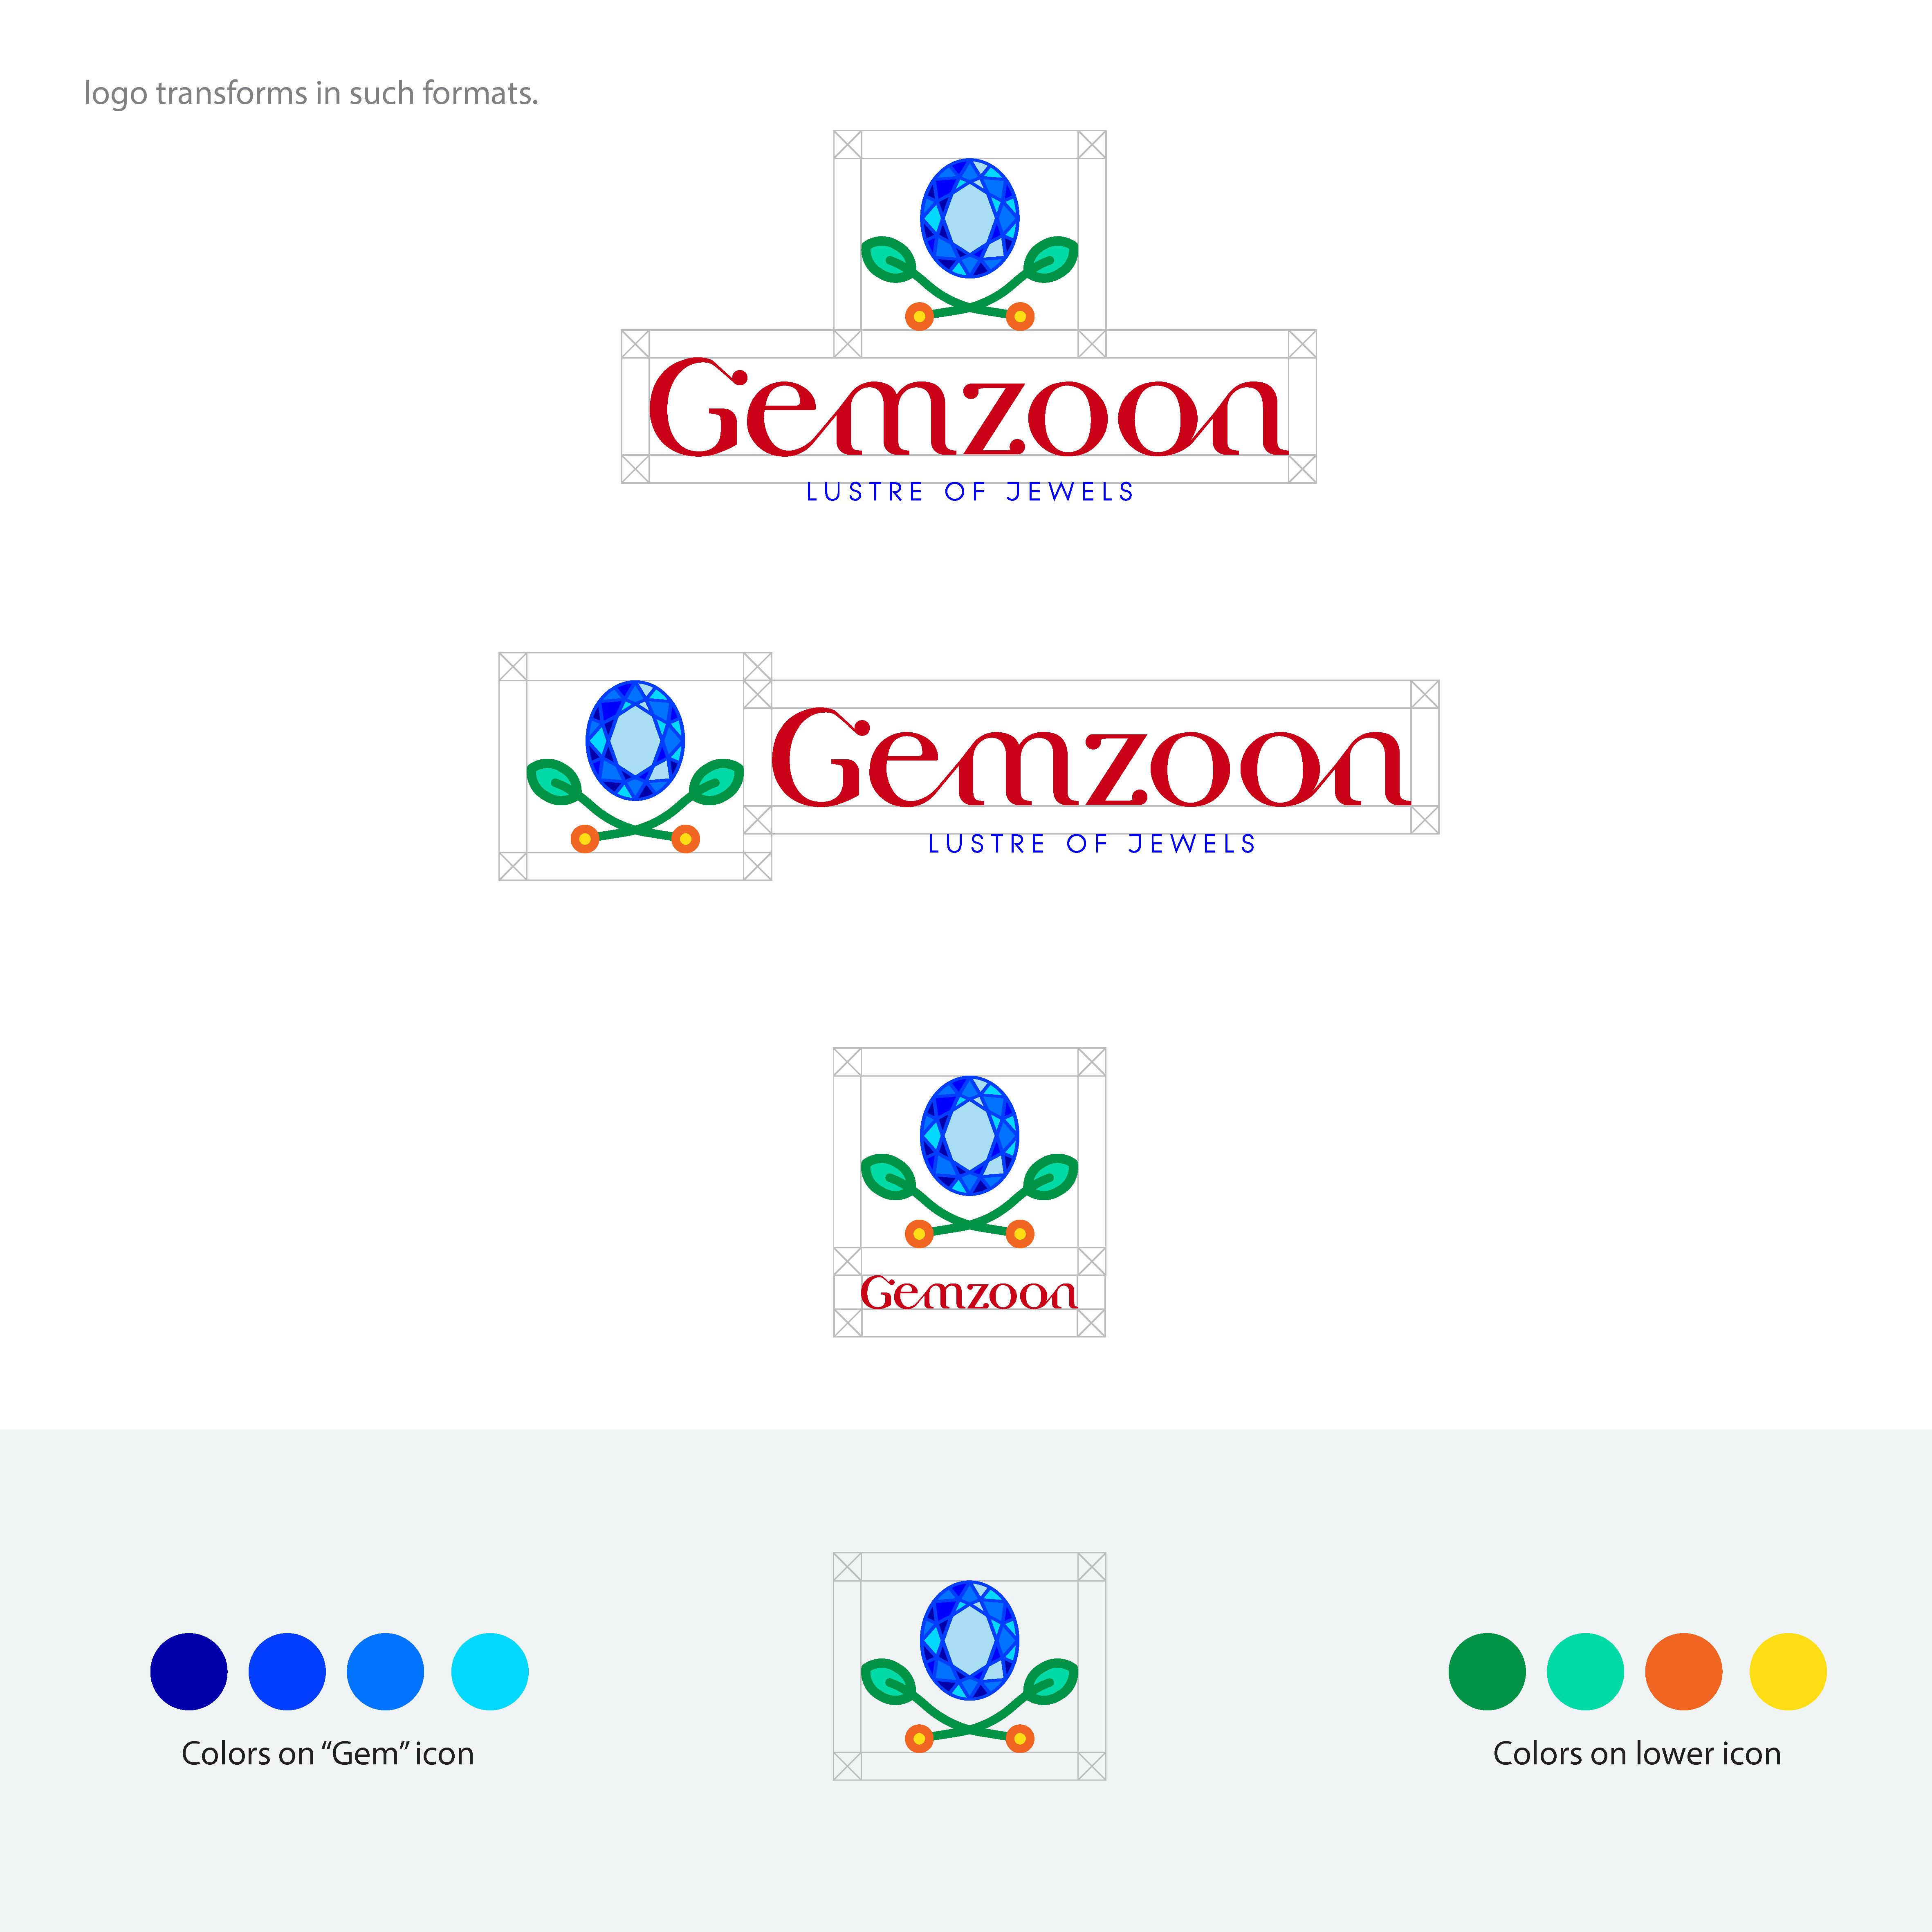 logo transforms in such formats.
Gemzoon
LUSTRE OF JEWELS
Gemzoon
LUSTRE OF JEWELS
Gemzoon
Colors on “Gem” icon
Colors on lower icon